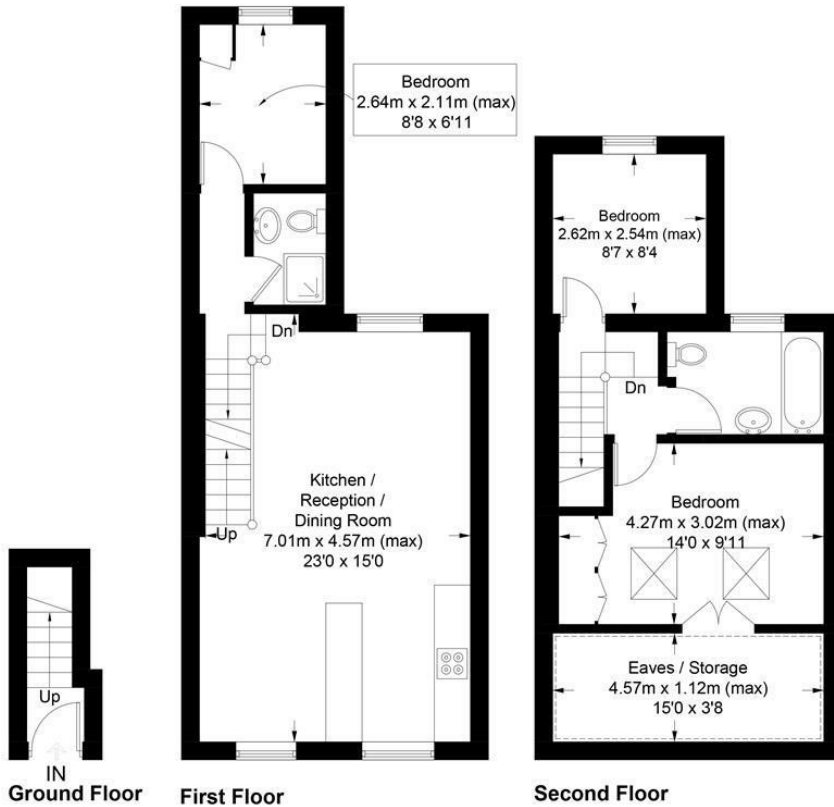 Bedroom
2.64m x 2.11m (max)
8'8 x 6'11
Dn
Kitchen /
Reception /
Dining Room
7.01m x 4.57m (max)
23'0 x 15'0
Up
Bedroom
2.62m x 2.54m (max)
8'7 x 8'4
Dn
Bedroom
4.27m x 3.02m (max)
14'0 x 9'11
Eaves / Storage
4.57m x 1.12m (max)
15'0 x 3'8
Up
IN
Ground Floor
First Floor
Second Floor